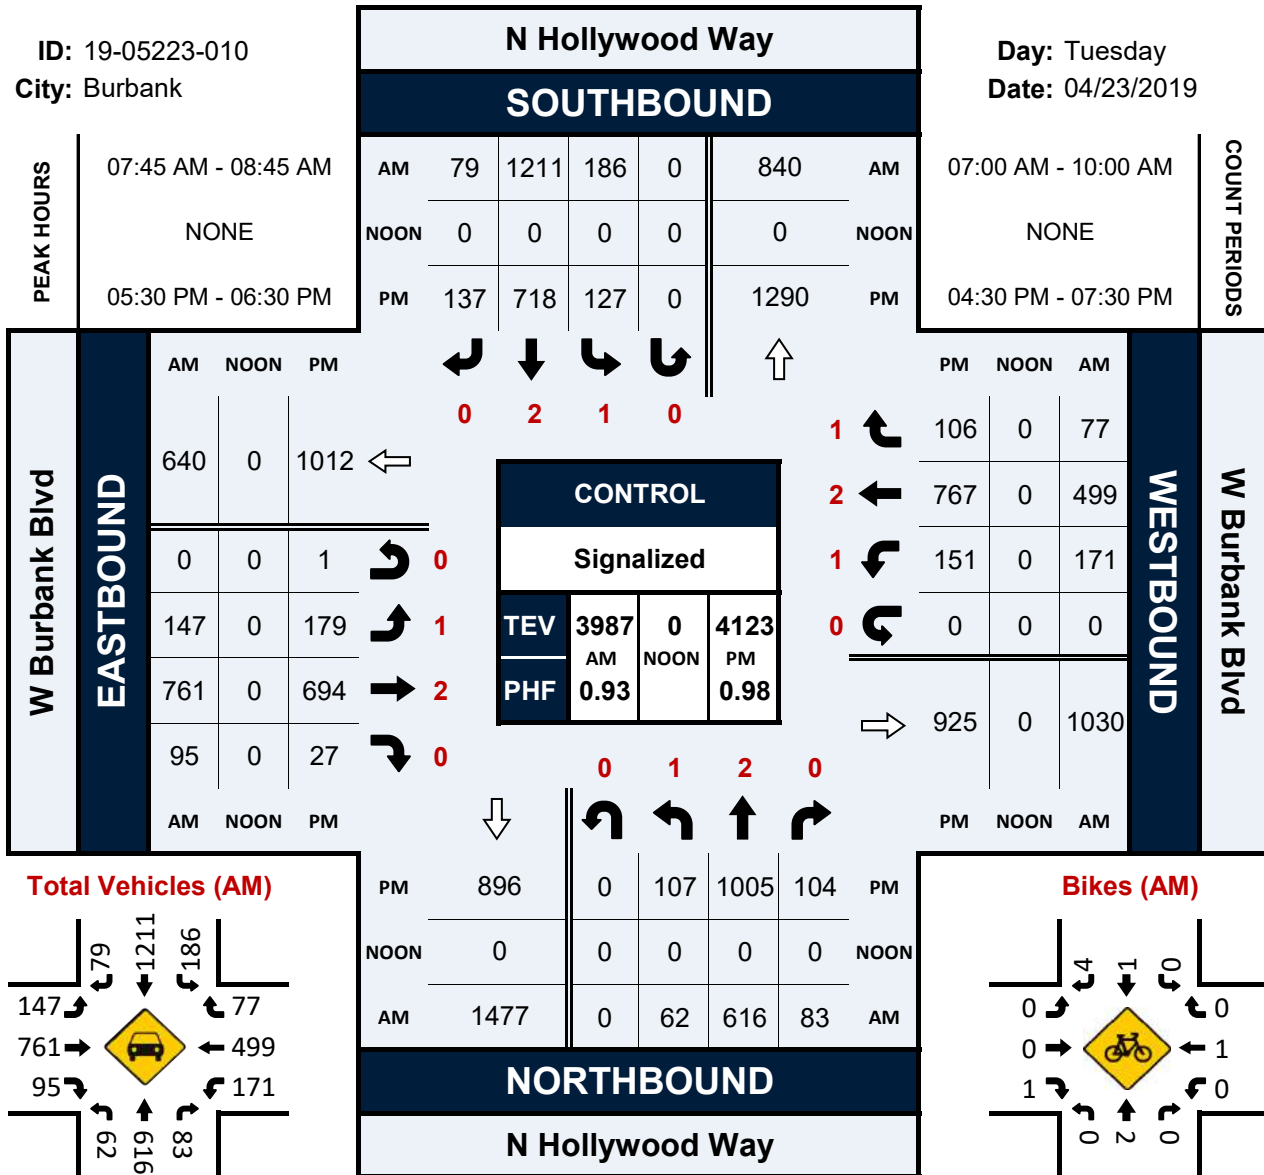 N Hollywood Way
ID: 19-05223-010
Day: Tuesday
City: Burbank
Date: 04/23/2019
SOUTHBOUND
PEAK HOURS
07:45 AM - 08:45 AM
AM 79 1211 186 0 840 AM
07:00 AM - 10:00 AM
COUNT PERIODS
NONE
NOON 0 0 0 0 0 NOON
NONE
05:30 PM - 06:30 PM
PM 137 718 127 0 1290 PM
04:30 PM - 07:30 PM
0 2 1 0
W Burbank Blvd
EASTBOUND
AM NOON PM
640 0 1012
0 0 1 0
147 0 179 1
761 0 694 2
95 0 27 0
AM NOON PM
CONTROL
Signalized
TEV 3987 0 4123
AM NOON PM
PHF 0.93 0.98
PM NOON AM
1 106 0 77
2 767 0 499
1 151 0 171
0 0 0 0
925 0 1030
PM NOON AM
WESTBOUND
W Burbank Blvd
0 1 2 0
PM 896 0 107 1005 104 PM
NOON 0 0 0 0 0 NOON
AM 1477 0 62 616 83 AM
NORTHBOUND
N Hollywood Way
Total Vehicles (AM)
79 1211 186
147 77
761 499
95 171
62 616 83
Bikes (AM)
4 1 0
0 0
0 1
1 0
0 2 0